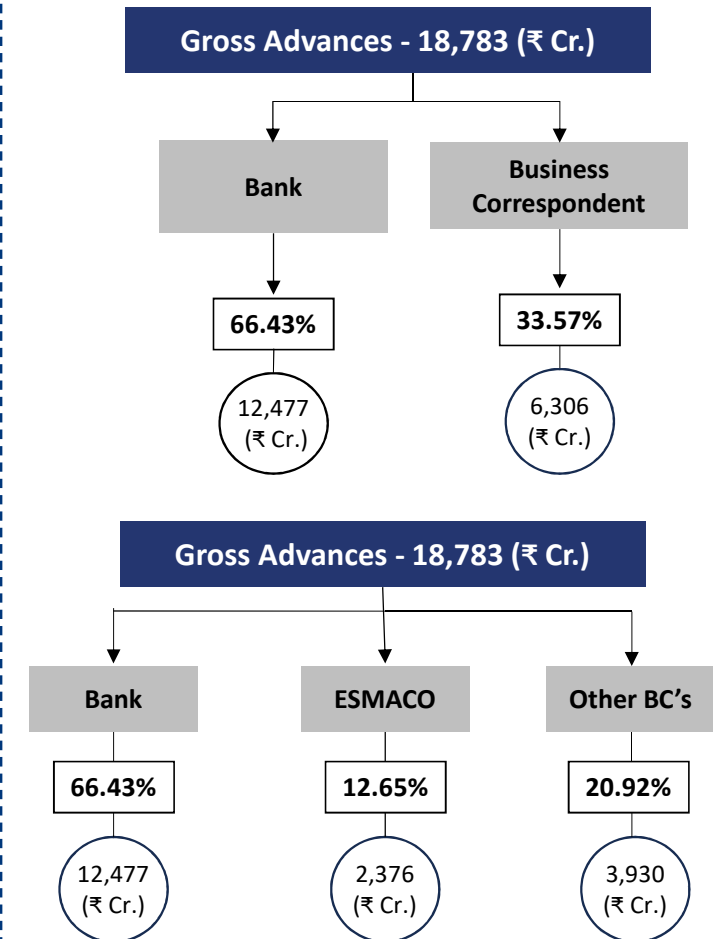 Gross Advances - 18,783 (₹ Cr.)
Bank
Business
Correspondent
66.43%
33.57%
12,477
(₹ Cr.)
6,306
(₹ Cr.)
Gross Advances - 18,783 (₹ Cr.)
Bank
ESMACO
Other BC’s
66.43%
12.65%
20.92%
12,477
(₹ Cr.)
2,376
(₹ Cr.)
3,930
(₹ Cr.)